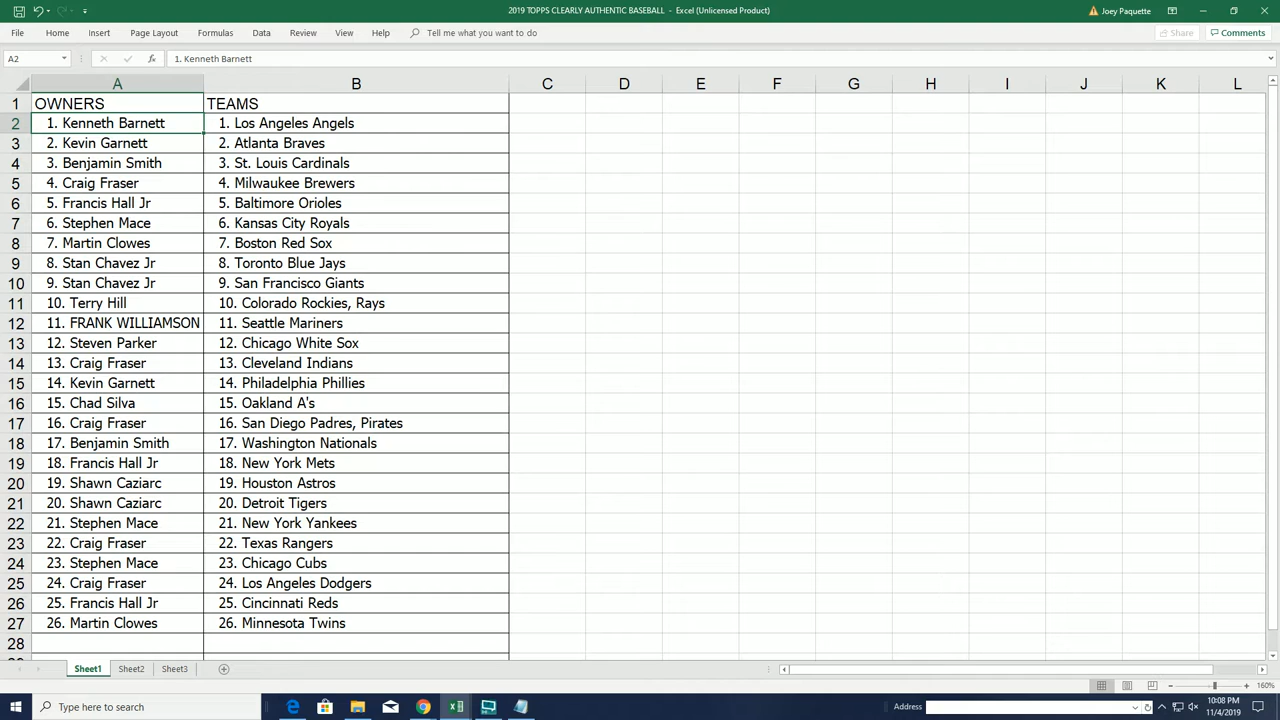 2019 TOPPS CLEARLY AUTHENTIC BASEBALL - Excel (Unlicensed Product)
Joey Paquette
File Home Insert Page Layout Formulas Data Review View Help Tell me what you want to do
Share Comments
A2 fx 1. Kenneth Barnett
A B C D E F G H I J K L
1 OWNERS TEAMS
2 1. Kenneth Barnett 1. Los Angeles Angels
3 2. Kevin Garnett 2. Atlanta Braves
4 3. Benjamin Smith 3. St. Louis Cardinals
5 4. Craig Fraser 4. Milwaukee Brewers
6 5. Francis Hall Jr 5. Baltimore Orioles
7 6. Stephen Mace 6. Kansas City Royals
8 7. Martin Clowes 7. Boston Red Sox
9 8. Stan Chavez Jr 8. Toronto Blue Jays
10 9. Stan Chavez Jr 9. San Francisco Giants
11 10. Terry Hill 10. Colorado Rockies, Rays
12 11. FRANK WILLIAMSON 11. Seattle Mariners
13 12. Steven Parker 12. Chicago White Sox
14 13. Craig Fraser 13. Cleveland Indians
15 14. Kevin Garnett 14. Philadelphia Phillies
16 15. Chad Silva 15. Oakland A's
17 16. Craig Fraser 16. San Diego Padres, Pirates
18 17. Benjamin Smith 17. Washington Nationals
19 18. Francis Hall Jr 18. New York Mets
20 19. Shawn Caziarc 19. Houston Astros
21 20. Shawn Caziarc 20. Detroit Tigers
22 21. Stephen Mace 21. New York Yankees
23 22. Craig Fraser 22. Texas Rangers
24 23. Stephen Mace 23. Chicago Cubs
25 24. Craig Fraser 24. Los Angeles Dodgers
26 25. Francis Hall Jr 25. Cincinnati Reds
27 26. Martin Clowes 26. Minnesota Twins
28
Sheet1 Sheet2 Sheet3
160%
Type here to search
Address
10:08 PM
11/4/2019